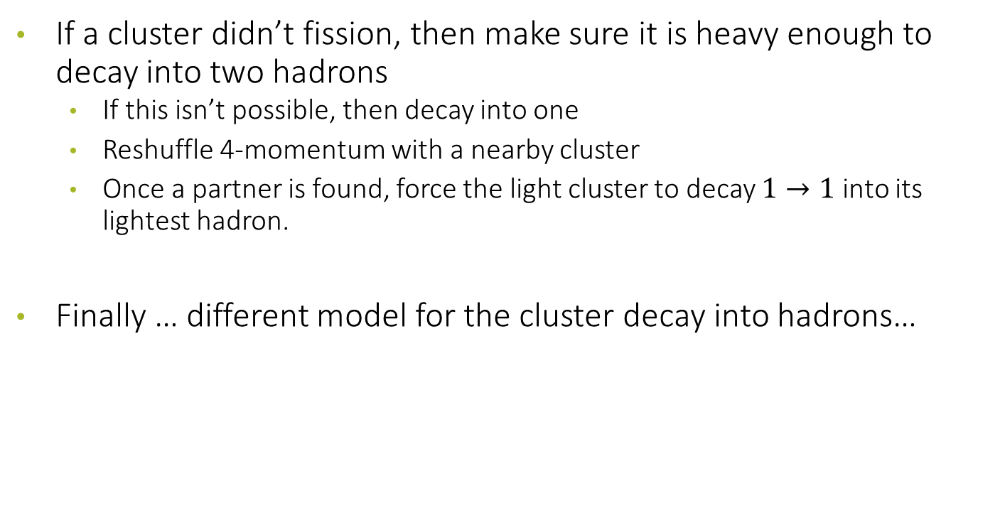 • If a cluster didn’t fission, then make sure it is heavy enough to
decay into two hadrons
• If this isn’t possible, then decay into one
• Reshuffle 4-momentum with a nearby cluster
• Once a partner is found, force the light cluster to decay 1 → 1 into its
lightest hadron.
• Finally ... different model for the cluster decay into hadrons...